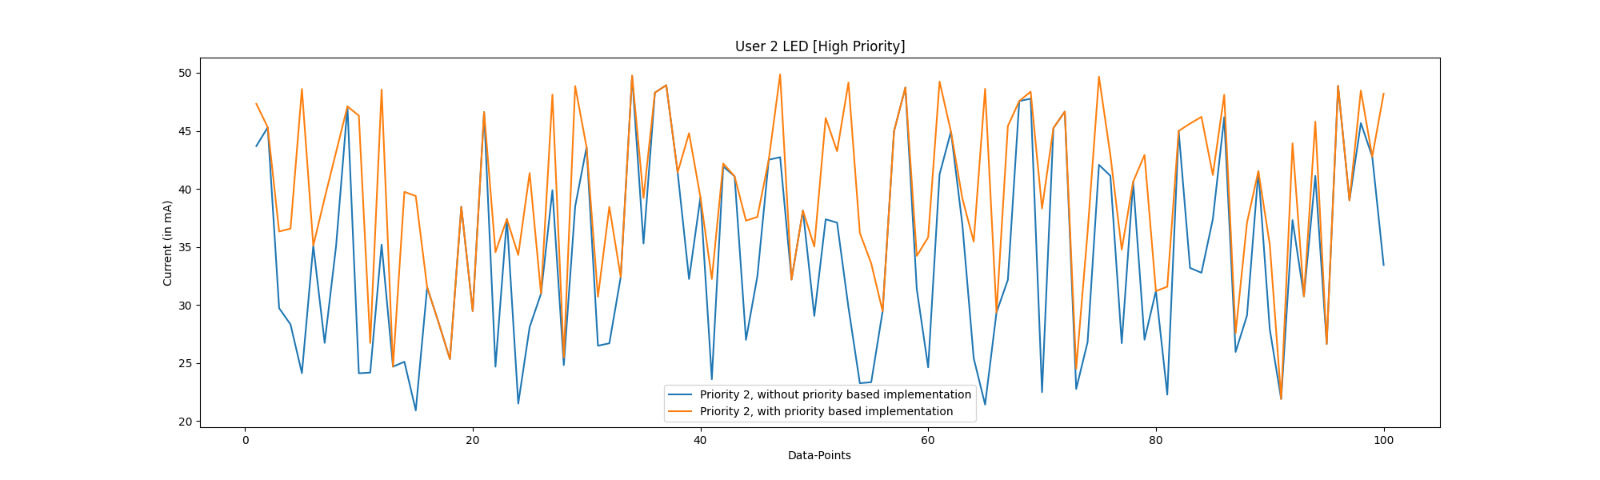 User 2 LED [High Priority]
50
45
40
35
30
25
20
Current (in mA)
Priority 2, without priority based implementation
Priority 2, with priority based implementation
0 20 40 60 80 100
Data-Points